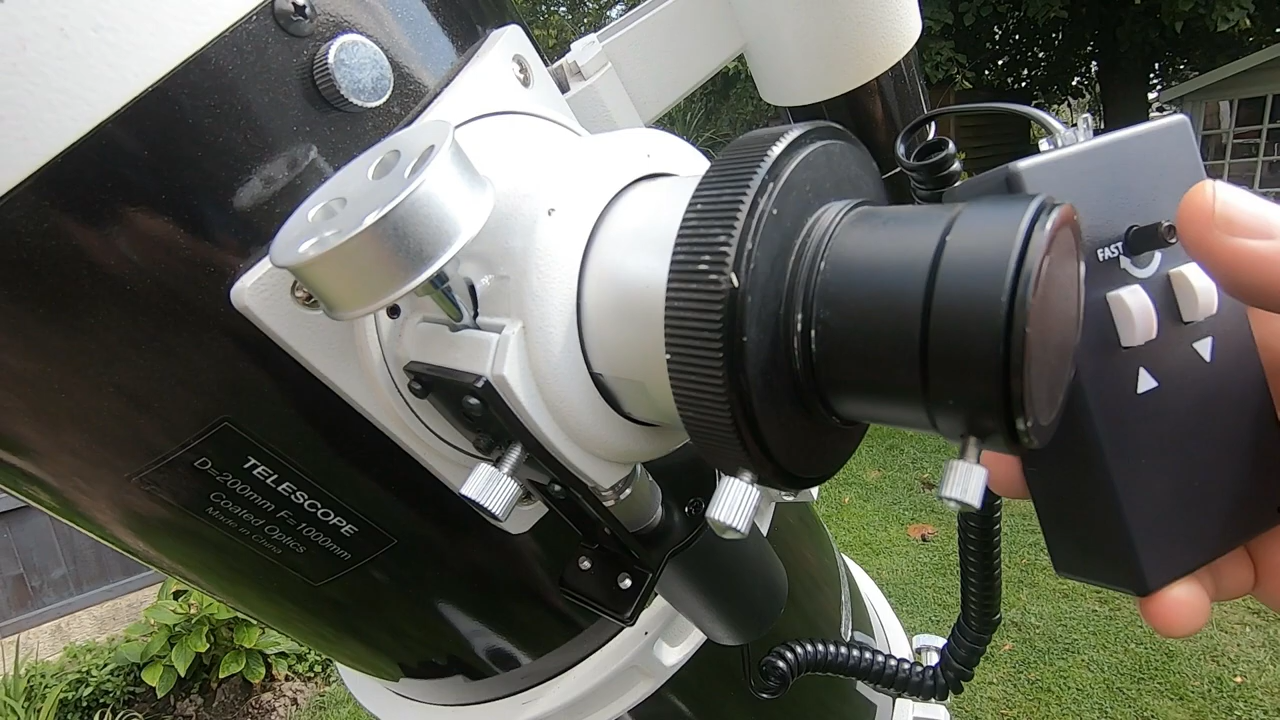 TELESCOPE
D=200mm F=1000mm
Coated Optics
Made in China
FAST